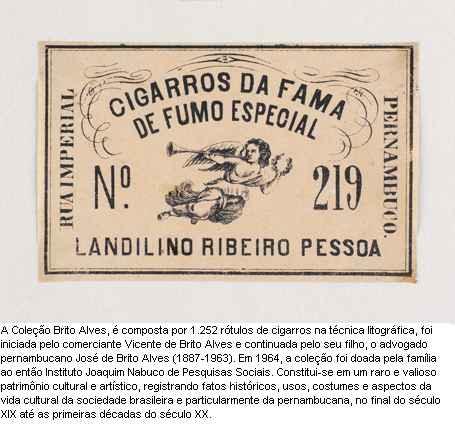 CIGARROS DA FAMA
DE FUMO ESPECIAL
RUA IMPERIAL
Nº 219
PERNAMBUCO.
LANDILINO RIBEIRO PESSOA
A Coleção Brito Alves, é composta por 1.252 rótulos de cigarros na técnica litográfica, foi
iniciada pelo comerciante Vicente de Brito Alves e continuada pelo seu filho, o advogado
pernambucano José de Brito Alves (1887-1963). Em 1964, a coleção foi doada pela família
ao então Instituto Joaquim Nabuco de Pesquisas Sociais. Constitui-se em um raro e valioso
patrimônio cultural e artístico, registrando fatos históricos, usos, costumes e aspectos da
vida cultural da sociedade brasileira e particularmente da pernambucana, no final do século
XIX até as primeiras décadas do século XX.